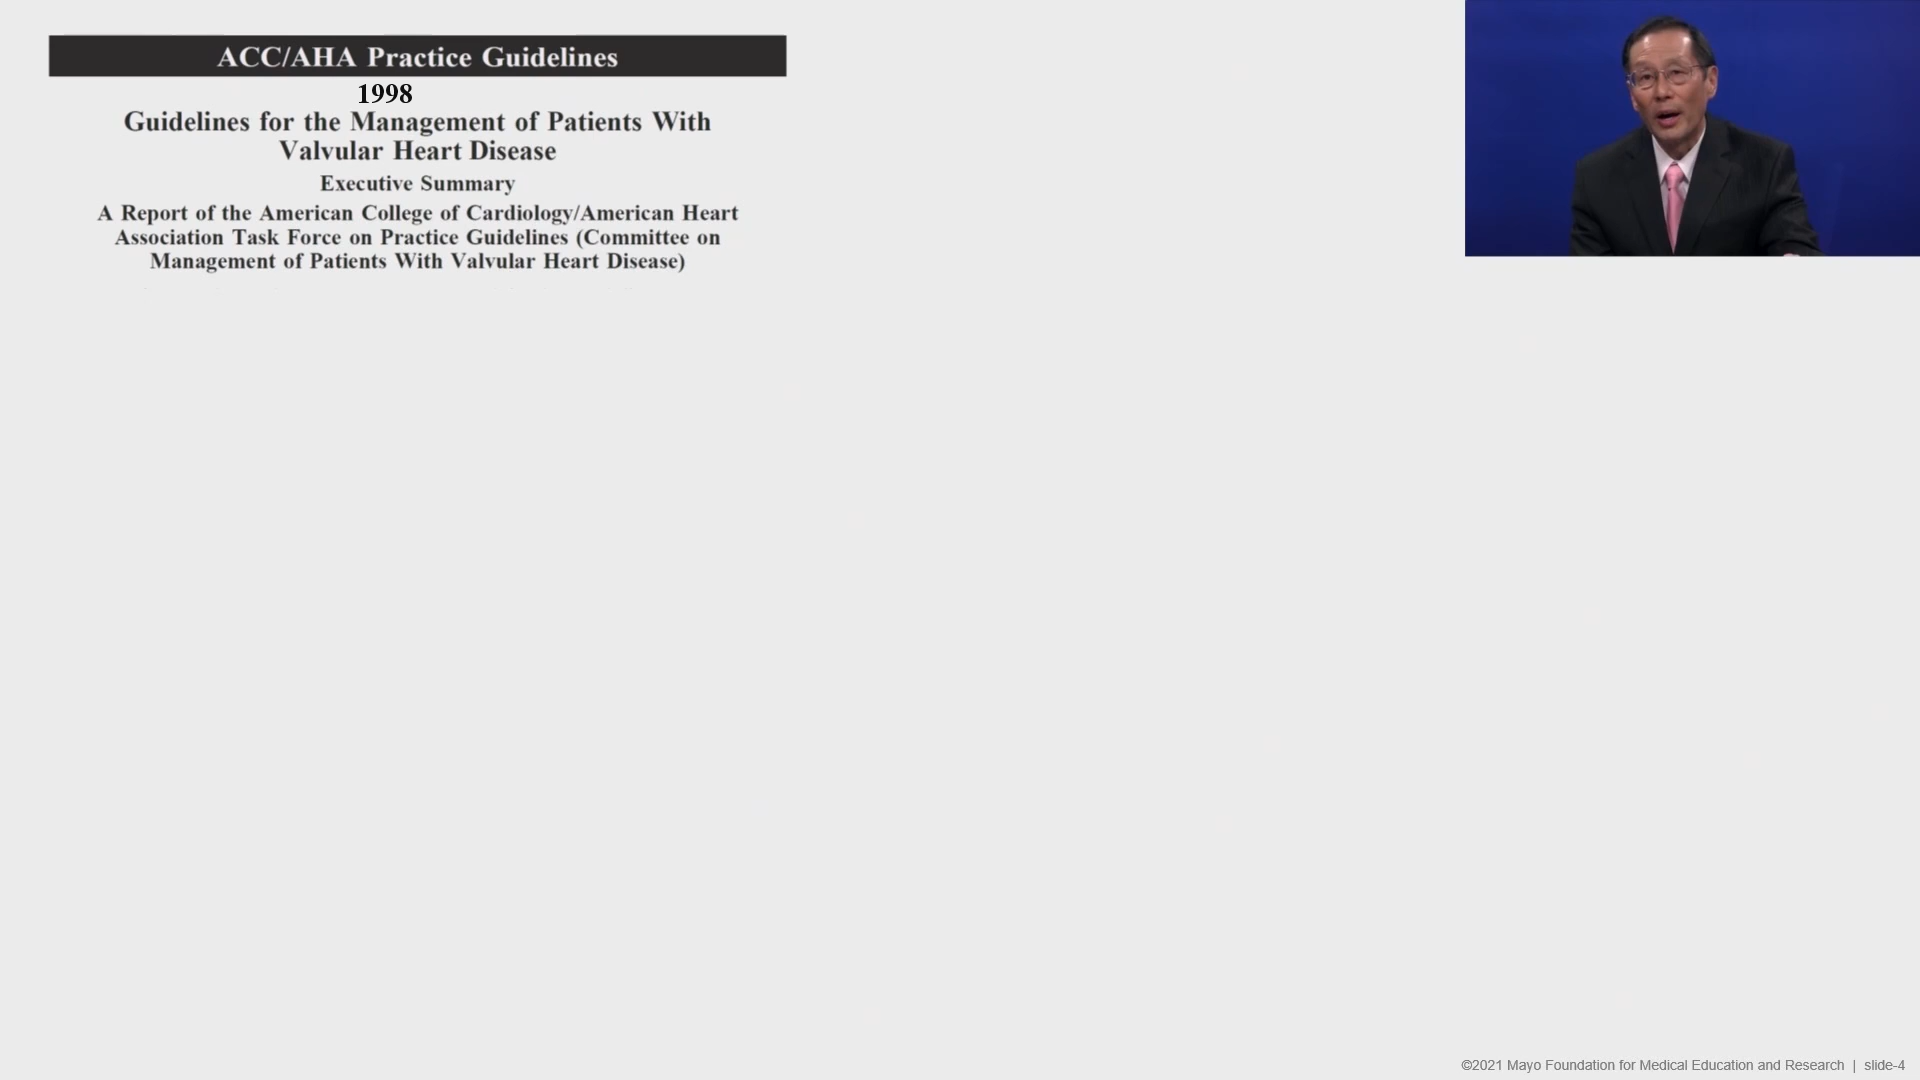 ACC/AHA Practice Guidelines
1998
Guidelines for the Management of Patients With
Valvular Heart Disease
Executive Summary
A Report of the American College of Cardiology/American Heart
Association Task Force on Practice Guidelines (Committee on
Management of Patients With Valvular Heart Disease)
©2021 Mayo Foundation for Medical Education and Research | slide-4